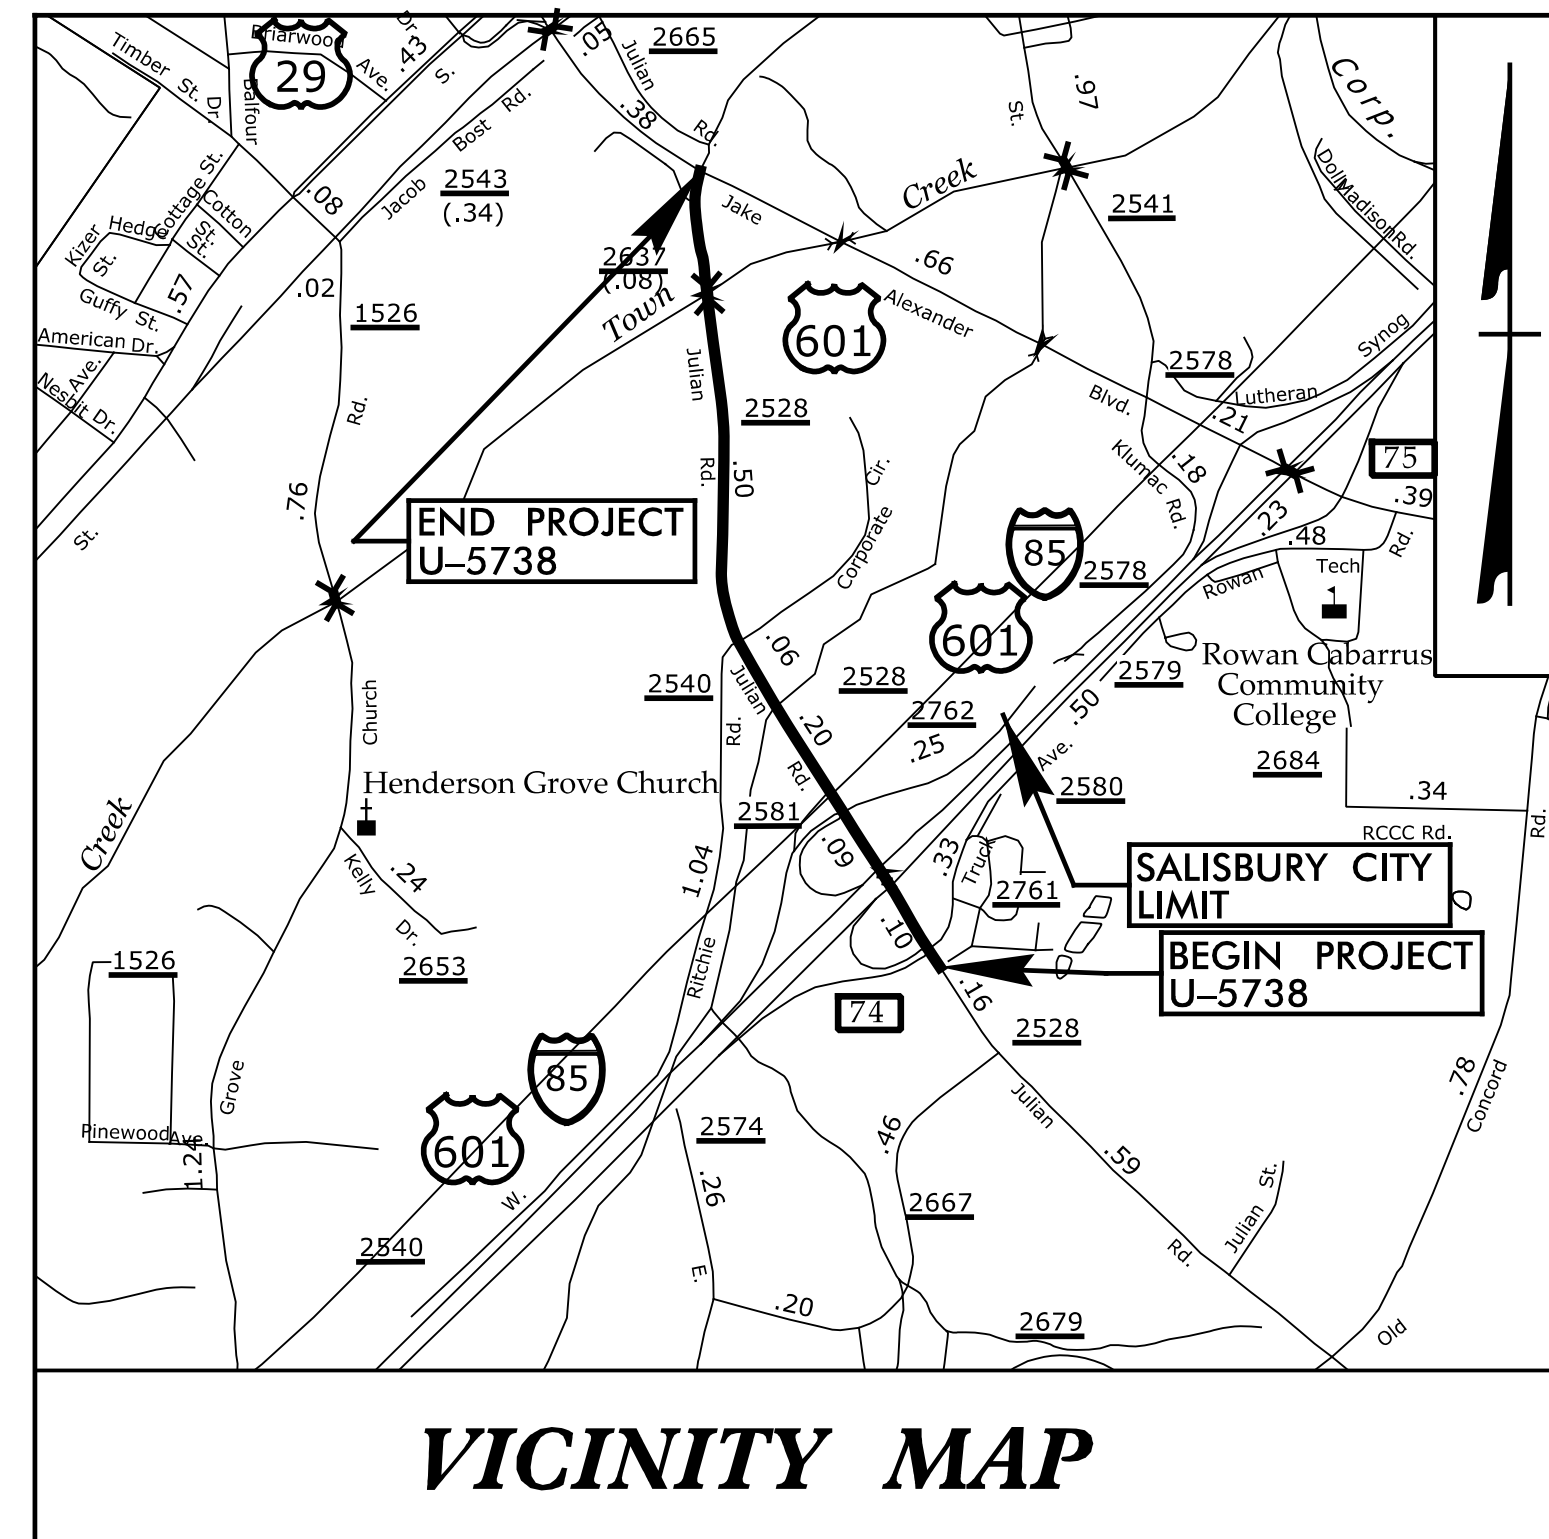 Briarwood
Dr.
Timber St.
29
Ave.
.43
S.
.05
Julian
2665
.97
Corp.
Dr.
Balfour
Bost Rd.
.38
Rd.
St.
Cottage St.
.08
Jacob
2543
(.34)
Creek
2541
Dolly
Madison
Rd.
Cotton
St.
Hedge
St.
Kizer
St.
Jake
2637
(.08)
.66
Guffy St.
.57
.02
1526
Town
Alexander
Synog
American Dr.
601
Julian
2578
Ave.
Nesbit Dr.
Rd.
2528
Blvd.
Lutheran
.21
75
Klumac Rd.
.18
.76
Rd.
.50
Cir.
.39
St.
END PROJECT
U–5738
Corporate
85
.23
.48
Rd.
2578
Rowan
Tech
.06
601
Rowan Cabarrus
Community
College
2540
Julian
2528
2579
Church
Rd.
.20
2762
.50
.25
Ave.
2684
Henderson Grove Church
Rd.
2580
.34
2581
Creek
RCCC Rd.
Rd.
.09
.33
Truck
SALISBURY CITY
LIMIT
Kelly
.24
1.04
2761
Dr.
.10
BEGIN PROJECT
U–5738
1526
2653
Ritchie
.16
74
2528
85
.78
Concord
Grove
Julian
Pinewood
Ave.
601
2574
.46
1.24
.59
.26
W.
2667
St.
Julian
2540
Rd.
E.
.20
2679
Old
VICINITY MAP